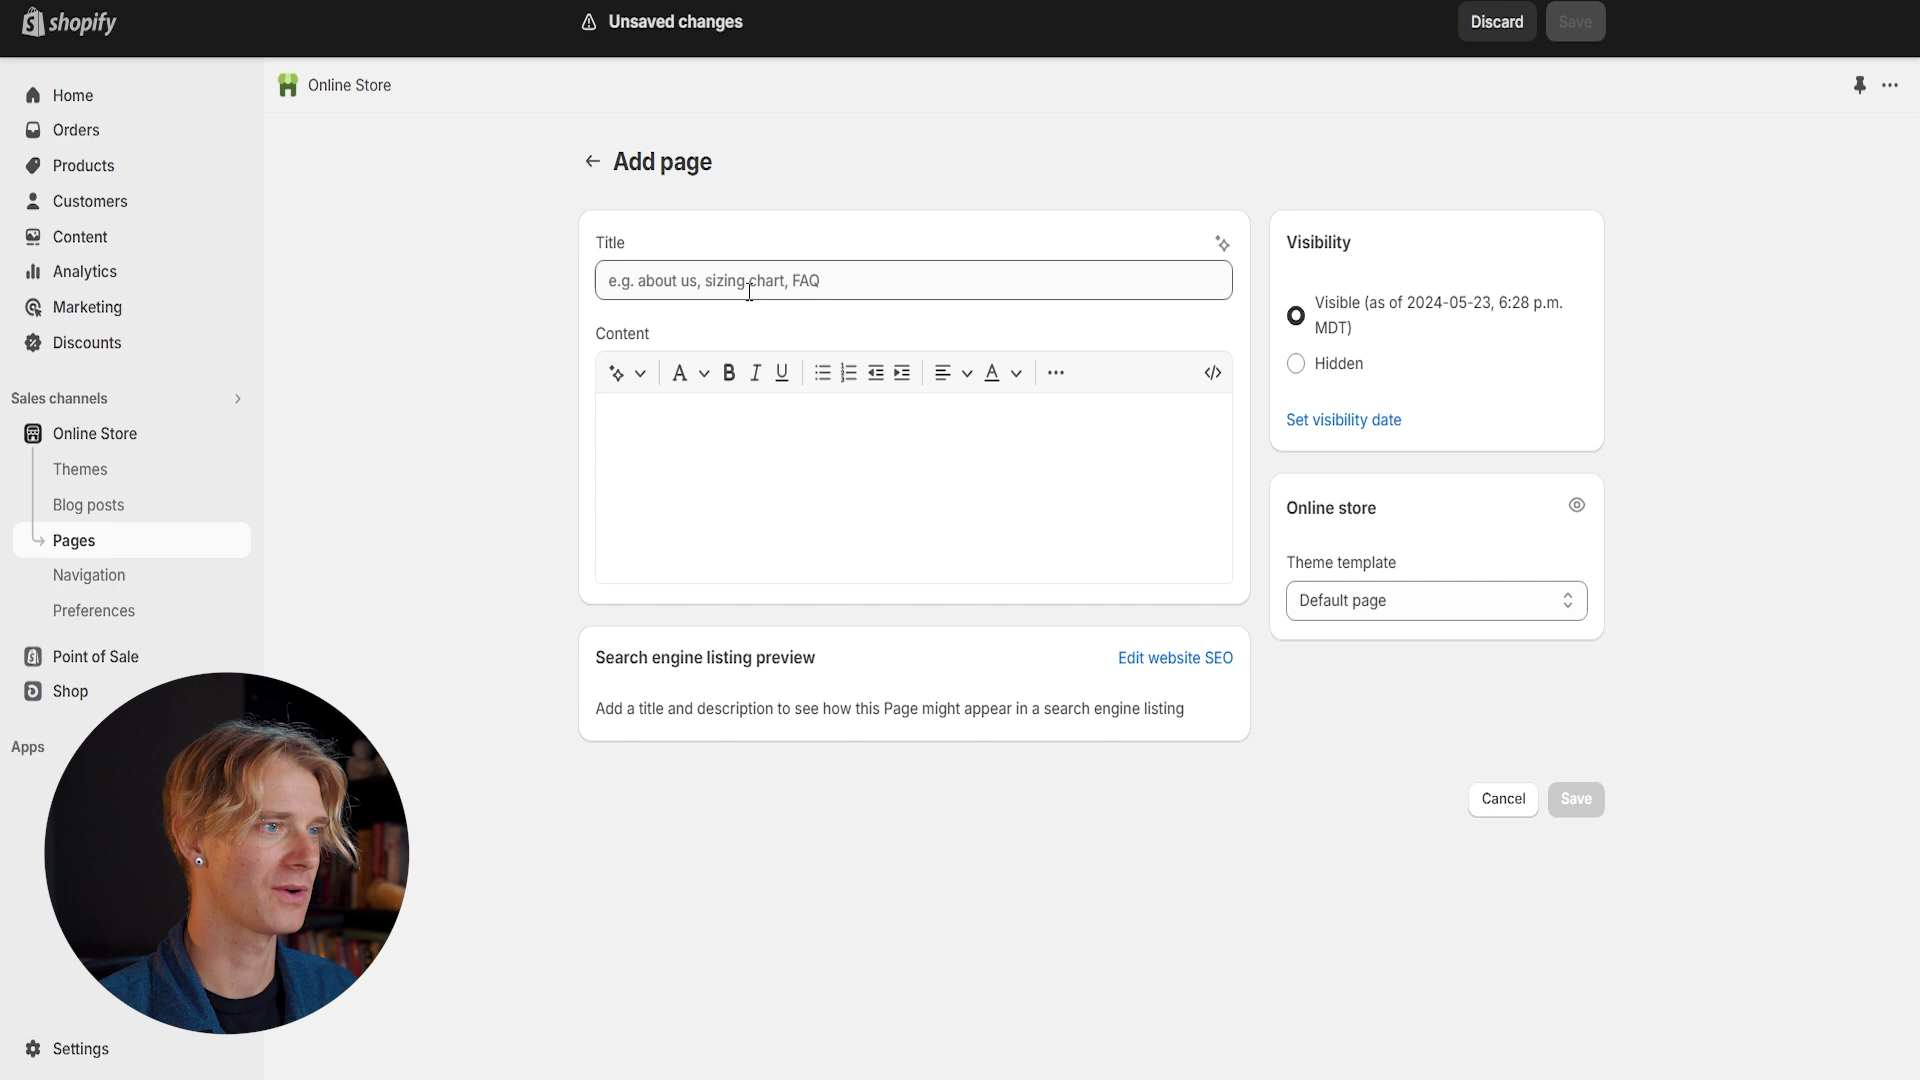 shopify
Unsaved changes
Discard
Save
Home
Orders
Products
Customers
Content
Analytics
Marketing
Discounts
Sales channels
Online Store
Themes
Blog posts
Pages
Navigation
Preferences
Point of Sale
Shop
Apps
Settings
Online Store
Add page
Title
e.g. about us, sizing chart, FAQ
Content
Search engine listing preview
Edit website SEO
Add a title and description to see how this Page might appear in a search engine listing
Visibility
Visible (as of 2024-05-23, 6:28 p.m.
MDT)
Hidden
Set visibility date
Online store
Theme template
Default page
Cancel
Save